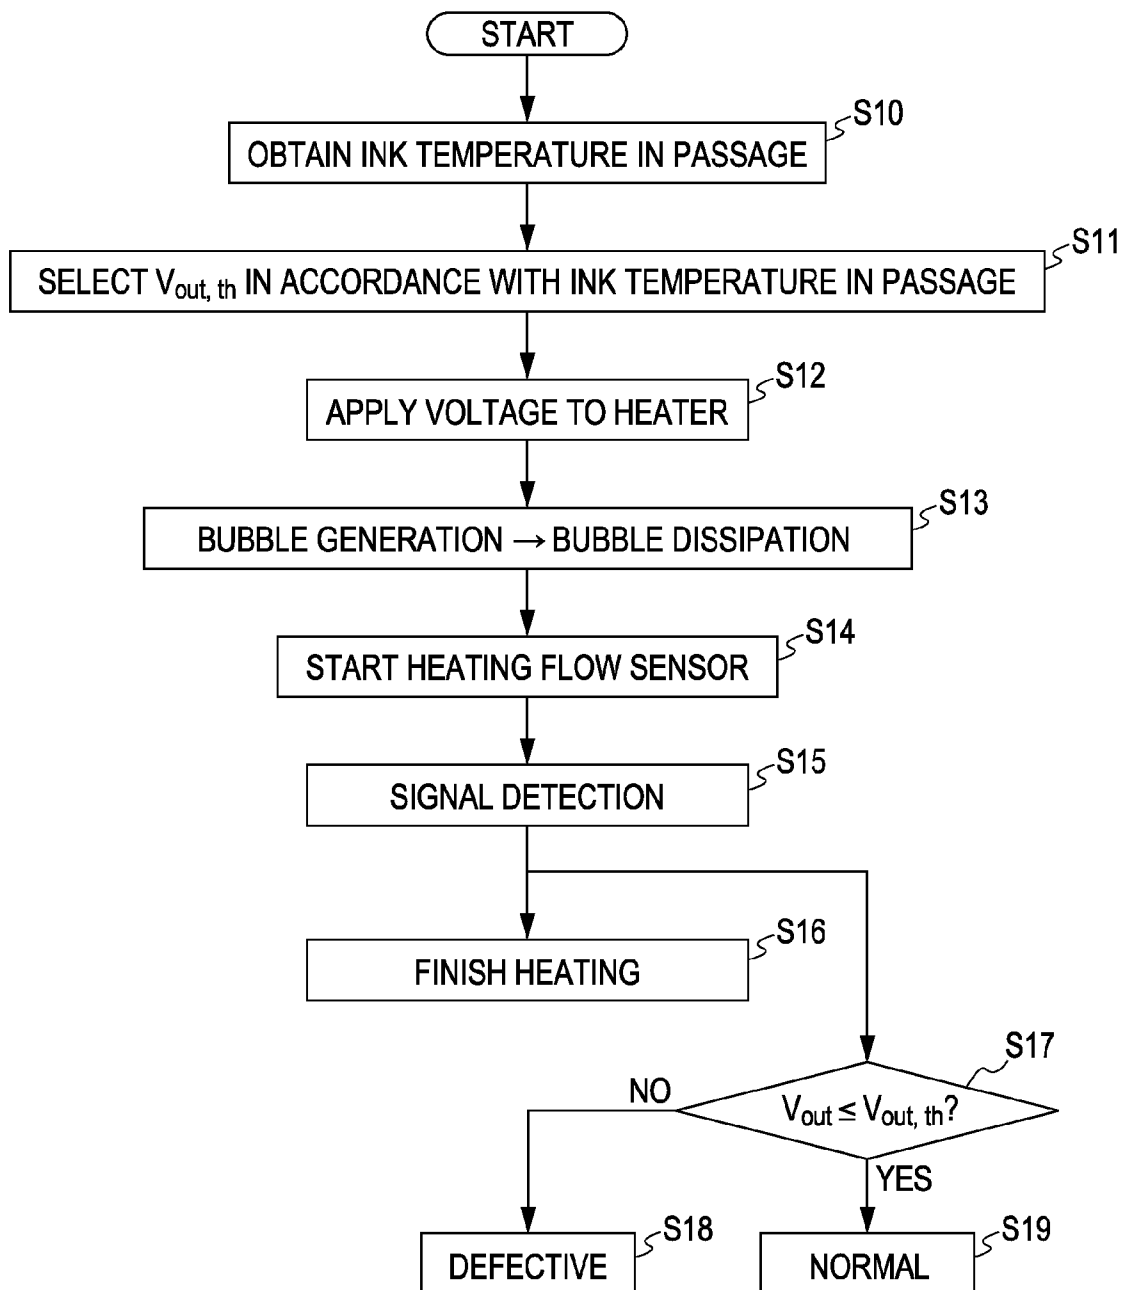 START
S10
OBTAIN INK TEMPERATURE IN PASSAGE
S11
SELECT Vout, th IN ACCORDANCE WITH INK TEMPERATURE IN PASSAGE
S12
APPLY VOLTAGE TO HEATER
S13
BUBBLE GENERATION → BUBBLE DISSIPATION
S14
START HEATING FLOW SENSOR
S15
SIGNAL DETECTION
S16
FINISH HEATING
S17
Vout ≤ Vout, th?
NO
YES
S18
DEFECTIVE
S19
NORMAL